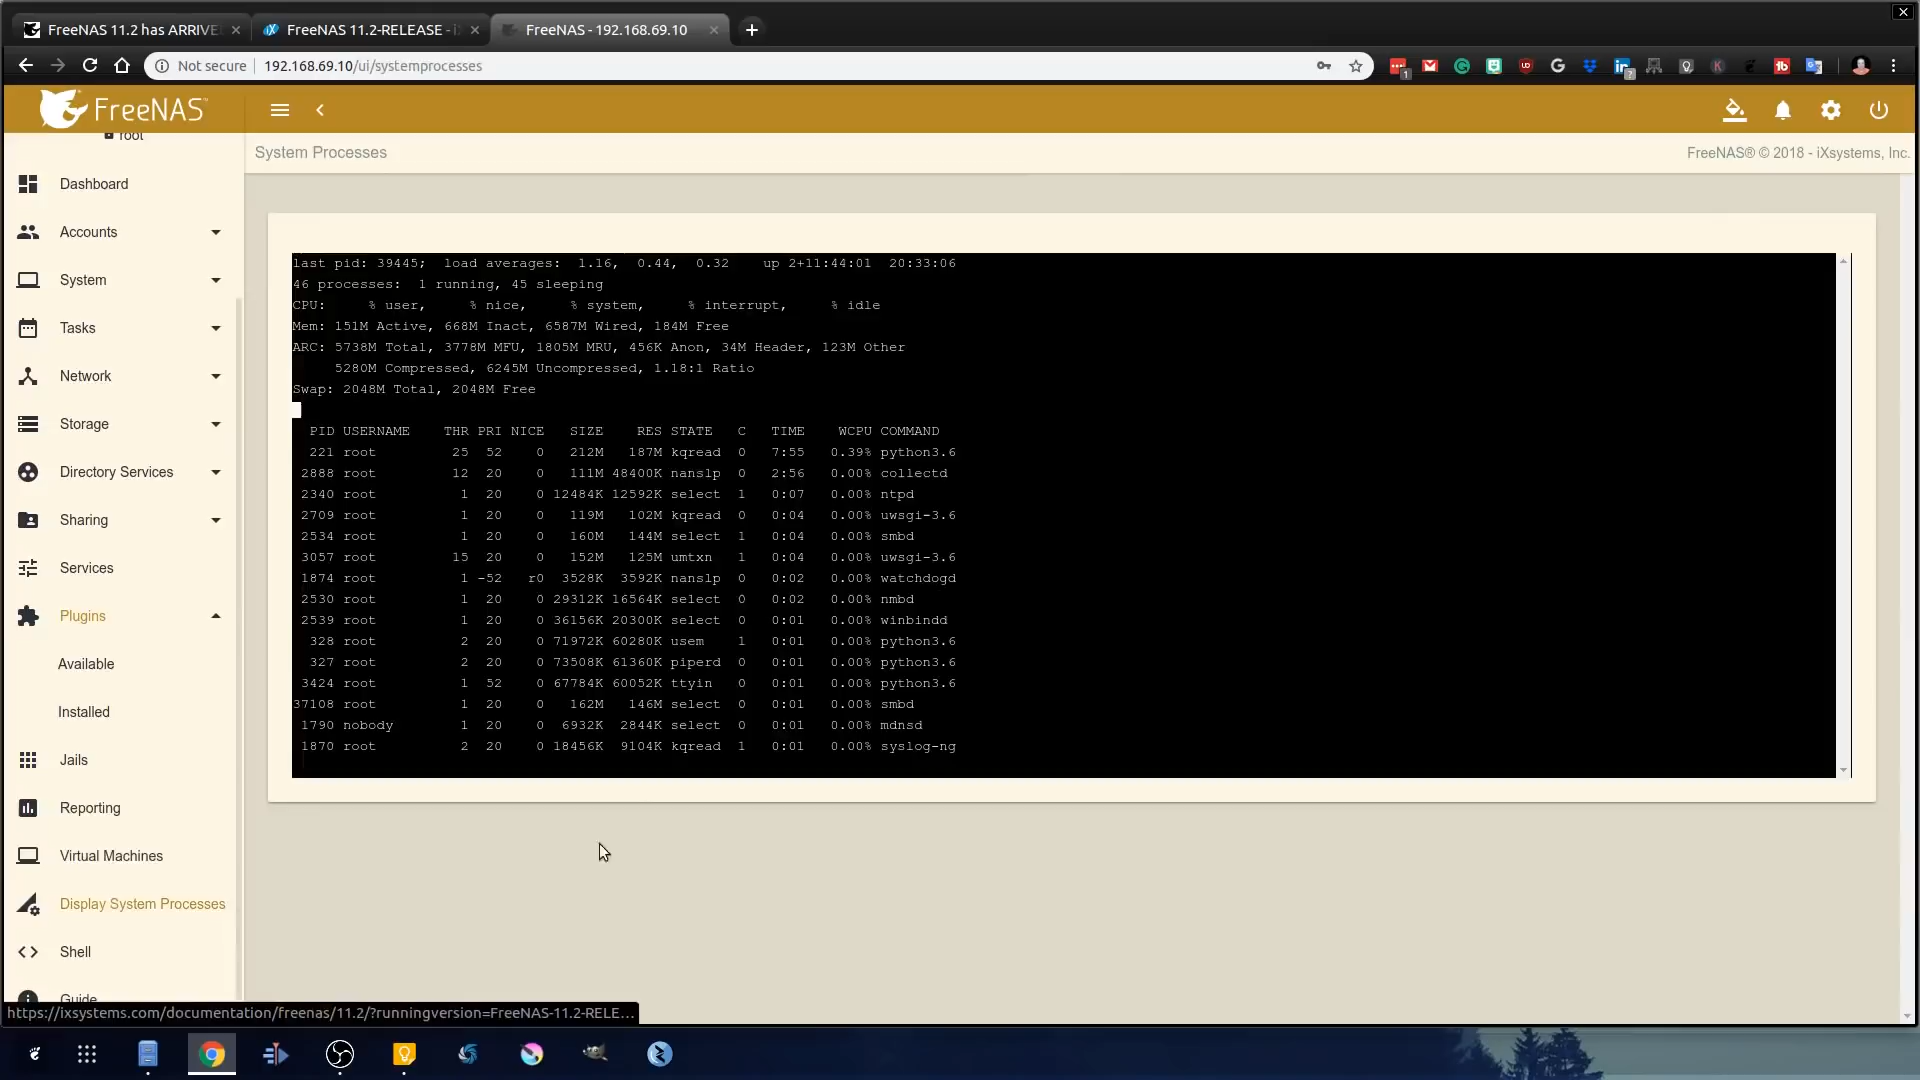 FreeNAS 11.2 has ARRIVE
FreeNAS 11.2-RELEASE - i
FreeNAS - 192.168.69.10
Not secure
192.168.69.10/ui/systemprocesses
FreeNAS
root
System Processes
FreeNAS® © 2018 - iXsystems, Inc.
Dashboard
Accounts
System
Tasks
Network
Storage
Directory Services
Sharing
Services
Plugins
Available
Installed
Jails
Reporting
Virtual Machines
Display System Processes
Shell
Guide
last pid: 39445;  load averages:  1.16,  0.44,  0.32    up 2+11:44:01  20:33:06
46 processes:  1 running, 45 sleeping
CPU:     % user,     % nice,     % system,     % interrupt,     % idle
Mem: 151M Active, 668M Inact, 6587M Wired, 184M Free
ARC: 5738M Total, 3778M MFU, 1805M MRU, 456K Anon, 34M Header, 123M Other
5280M Compressed, 6245M Uncompressed, 1.18:1 Ratio
Swap: 2048M Total, 2048M Free
PID USERNAME    THR PRI NICE   SIZE    RES STATE   C   TIME    WCPU COMMAND
221 root         25  52    0   212M   187M kqread  0   7:55   0.39% python3.6
2888 root         12  20    0   111M 48400K nanslp  0   2:56   0.00% collectd
2340 root          1  20    0 12484K 12592K select  1   0:07   0.00% ntpd
2709 root          1  20    0   119M   102M kqread  0   0:04   0.00% uwsgi-3.6
2534 root          1  20    0   160M   144M select  1   0:04   0.00% smbd
3057 root         15  20    0   152M   125M umtxn   1   0:04   0.00% uwsgi-3.6
1874 root          1 -52   r0  3528K  3592K nanslp  0   0:02   0.00% watchdogd
2530 root          1  20    0 29312K 16564K select  0   0:02   0.00% nmbd
2539 root          1  20    0 36156K 20300K select  0   0:01   0.00% winbindd
328 root          2  20    0 71972K 60280K usem    1   0:01   0.00% python3.6
327 root          2  20    0 73508K 61360K piperd  0   0:01   0.00% python3.6
3424 root          1  52    0 67784K 60052K ttyin   0   0:01   0.00% python3.6
37108 root          1  20    0   162M   146M select  0   0:01   0.00% smbd
1790 nobody        1  20    0  6932K  2844K select  0   0:01   0.00% mdnsd
1870 root          2  20    0 18456K  9104K kqread  1   0:01   0.00% syslog-ng
https://ixsystems.com/documentation/freenas/11.2/?runningversion=FreeNAS-11.2-RELE...